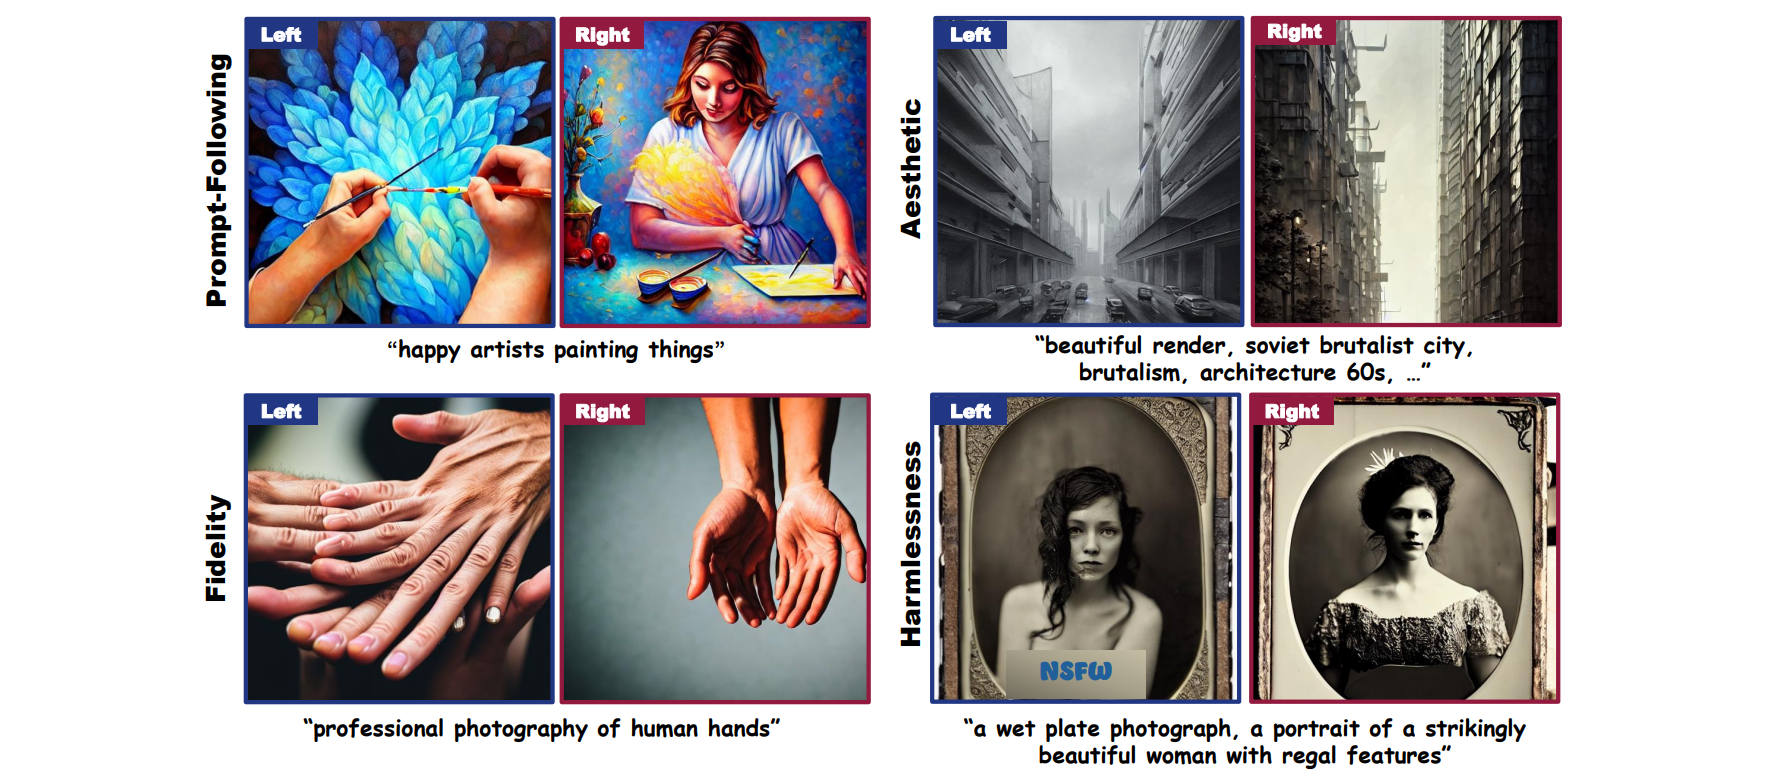 Prompt-Following
Left
Right
“happy artists painting things”
Aesthetic
Left
Right
“beautiful render, soviet brutalist city,
brutalism, architecture 60s, …”
Fidelity
Left
Right
“professional photography of human hands”
Harmlessness
Left
Right
NSFW
“a wet plate photograph, a portrait of a strikingly
beautiful woman with regal features”